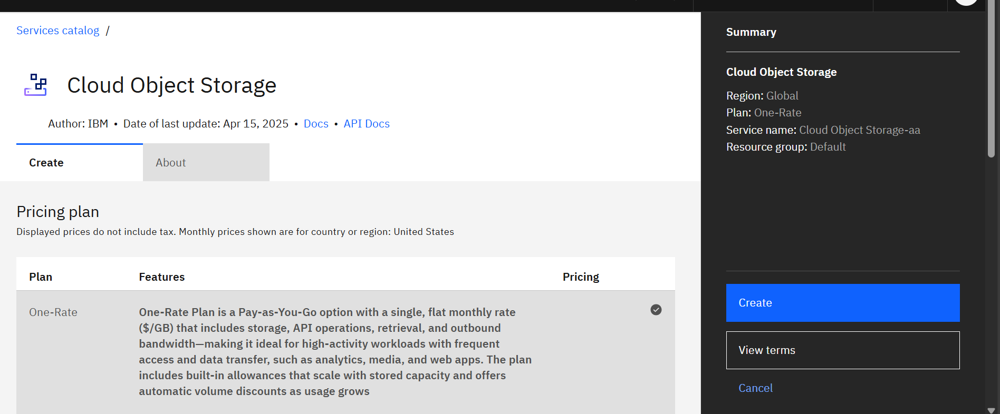 Services catalog /
Cloud Object Storage
Author: IBM • Date of last update: Apr 15, 2025 • Docs • API Docs
Create
About
Pricing plan
Displayed prices do not include tax. Monthly prices shown are for country or region: United States
Plan Features Pricing
One-Rate
One-Rate Plan is a Pay-as-You-Go option with a single, flat monthly rate
($/GB) that includes storage, API operations, retrieval, and outbound
bandwidth—making it ideal for high-activity workloads with frequent
access and data transfer, such as analytics, media, and web apps. The plan
includes built-in allowances that scale with stored capacity and offers
automatic volume discounts as usage grows
Summary
Cloud Object Storage
Region: Global
Plan: One-Rate
Service name: Cloud Object Storage-aa
Resource group: Default
Create
View terms
Cancel